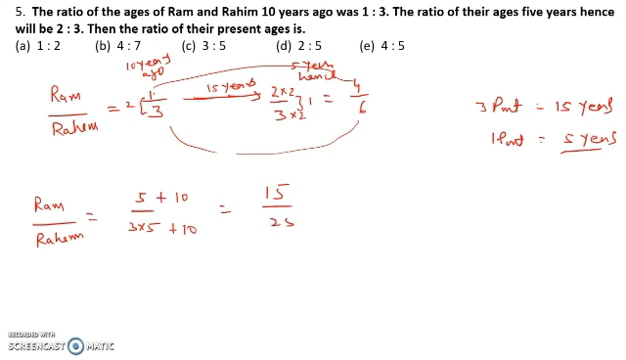 5. The ratio of the ages of Ram and Rahim 10 years ago was 1 : 3. The ratio of their ages five years hence
will be 2 : 3. Then the ratio of their present ages is.
(a) 1 : 2 (b) 4 : 7 (c) 3 : 5 (d) 2 : 5 (e) 4 : 5
10 years ago
5 years hence
Ram / Rahem = 2 [ 1 / 3 15 years 2×2 / 3×2 } 1 = 4 / 6
3 Part = 15 years
1 Part = 5 years
Ram / Rahem = 5 + 10 / 3×5 + 10 = 15 / 25
RECORDED WITH
SCREENCAST MATIC